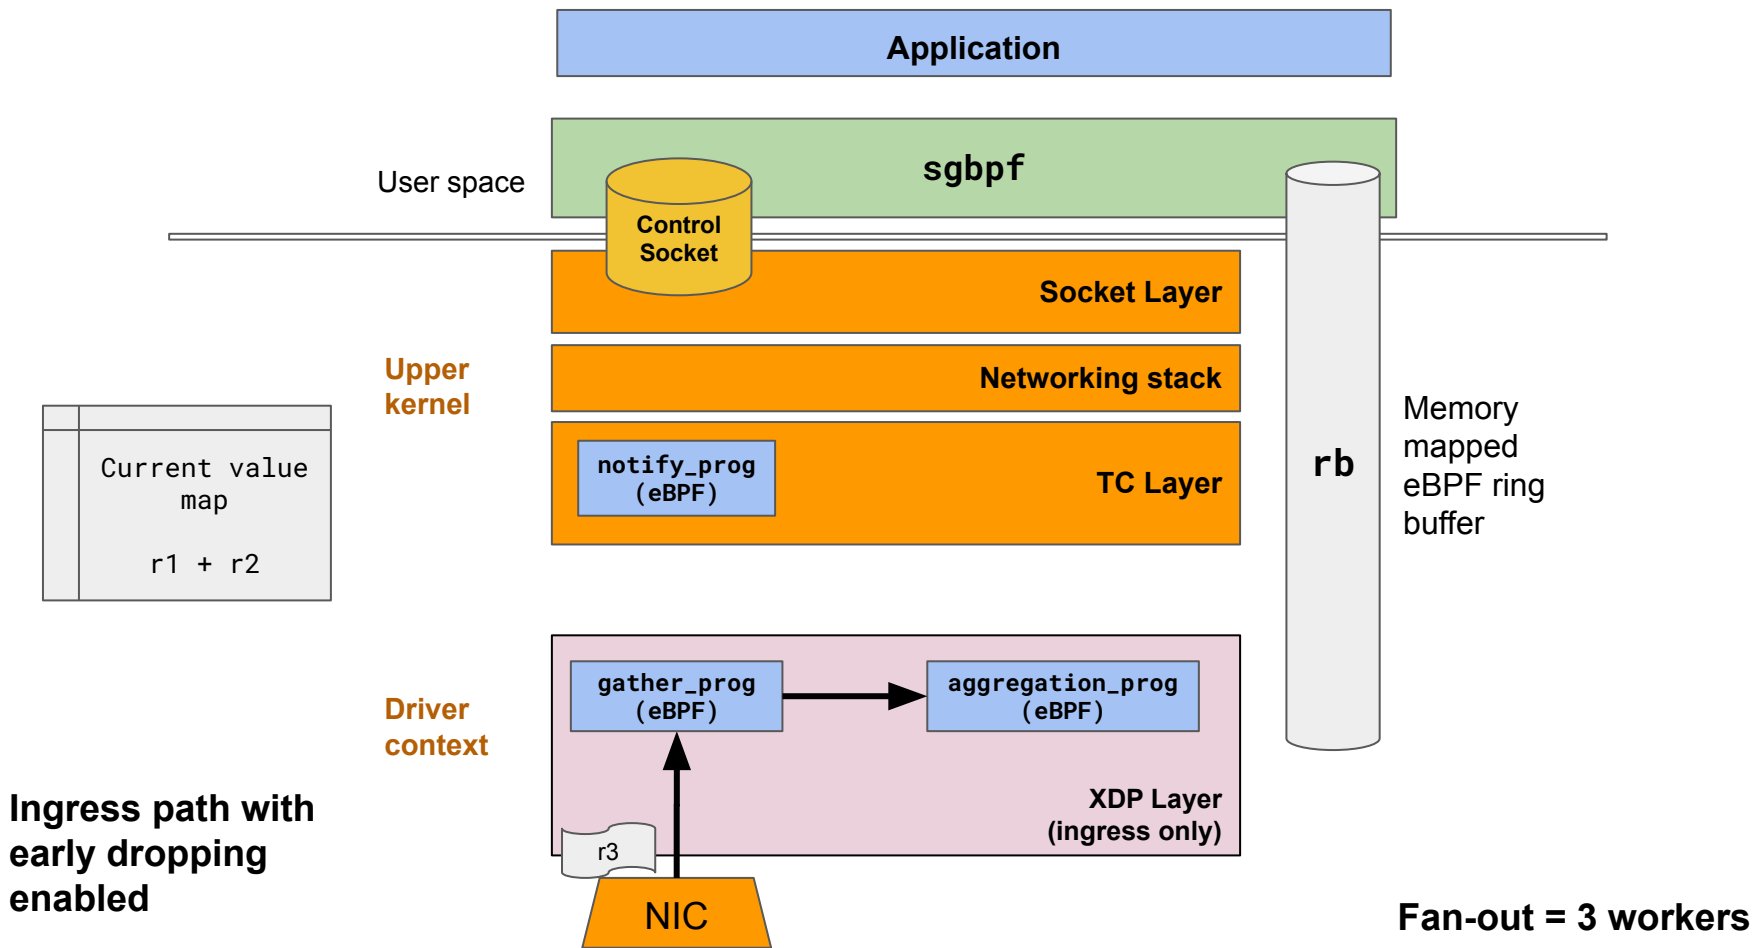 Application
sgbpf
User space
Control
Socket
Socket Layer
Upper
kernel
Networking stack
Current value
map
r1 + r2
notify_prog
(eBPF)
TC Layer
rb
Memory
mapped
eBPF ring
buffer
Driver
context
gather_prog
(eBPF)
aggregation_prog
(eBPF)
XDP Layer
(ingress only)
r3
NIC
Ingress path with
early dropping
enabled
Fan-out = 3 workers